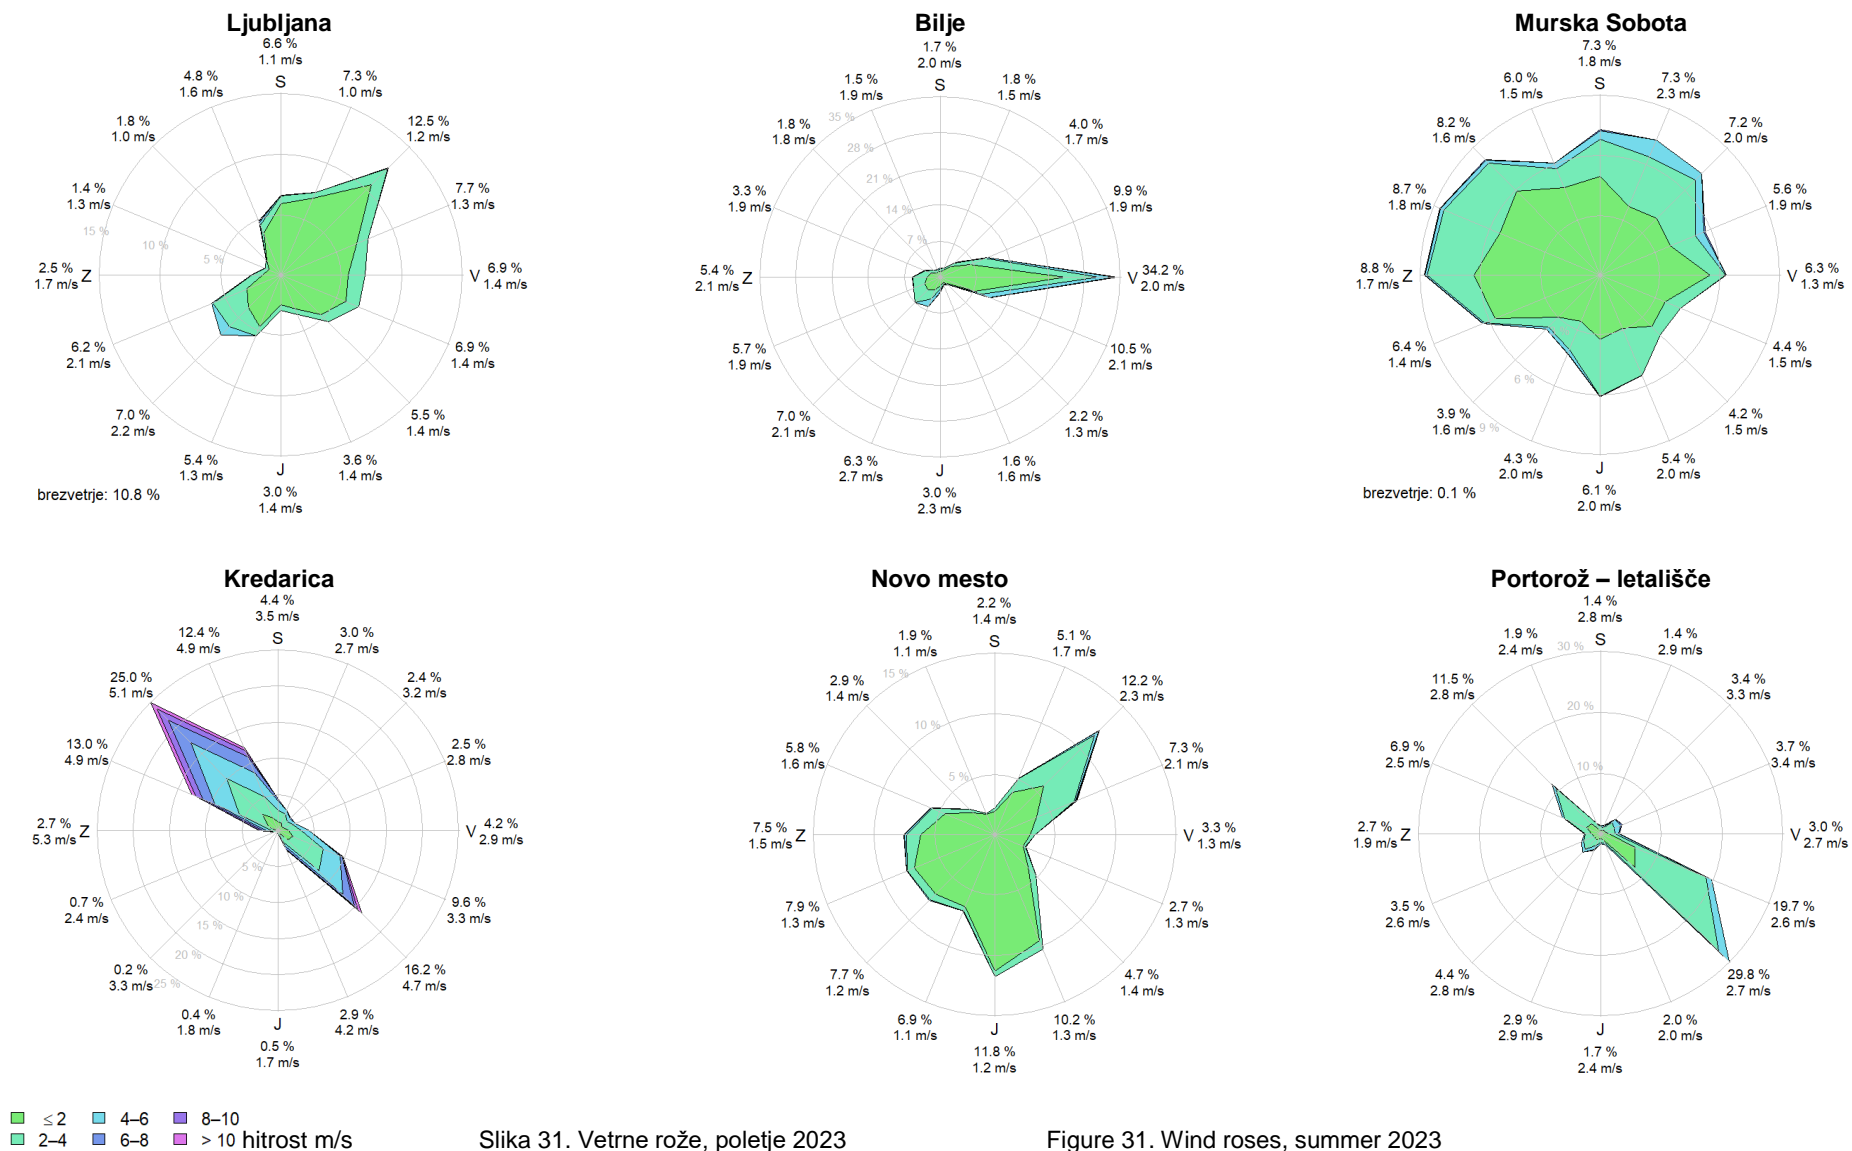 Ljubljana
6.6 %
1.1 m/s
S
7.3 %
1.0 m/s
12.5 %
1.2 m/s
7.7 %
1.3 m/s
V 6.9 %
1.4 m/s
6.9 %
1.4 m/s
5.5 %
1.4 m/s
3.6 %
1.4 m/s
J
3.0 %
1.4 m/s
5.4 %
1.3 m/s
7.0 %
2.2 m/s
6.2 %
2.1 m/s
2.5 %
1.7 m/s Z
1.4 %
1.3 m/s
1.8 %
1.0 m/s
4.8 %
1.6 m/s
15 %
10 %
5 %
brezvetrje: 10.8 %
Bilje
1.7 %
2.0 m/s
S
1.8 %
1.5 m/s
4.0 %
1.7 m/s
9.9 %
1.9 m/s
V 34.2 %
2.0 m/s
10.5 %
2.1 m/s
2.2 %
1.3 m/s
1.6 %
1.6 m/s
J
3.0 %
2.3 m/s
6.3 %
2.7 m/s
7.0 %
2.1 m/s
5.7 %
1.9 m/s
5.4 %
2.1 m/s Z
3.3 %
1.9 m/s
1.8 %
1.8 m/s
1.5 %
1.9 m/s
35 %
28 %
21 %
14 %
7 %
Murska Sobota
7.3 %
1.8 m/s
S
7.3 %
2.3 m/s
7.2 %
2.0 m/s
5.6 %
1.9 m/s
V 6.3 %
1.3 m/s
4.4 %
1.5 m/s
4.2 %
1.5 m/s
5.4 %
2.0 m/s
J
6.1 %
2.0 m/s
4.3 %
2.0 m/s
3.9 %
1.6 m/s
6.4 %
1.4 m/s
8.8 %
1.7 m/s Z
8.7 %
1.8 m/s
8.2 %
1.6 m/s
6.0 %
1.5 m/s
6 %
9 %
brezvetrje: 0.1 %
Kredarica
4.4 %
3.5 m/s
S
3.0 %
2.7 m/s
2.4 %
3.2 m/s
2.5 %
2.8 m/s
V 4.2 %
2.9 m/s
9.6 %
3.3 m/s
16.2 %
4.7 m/s
2.9 %
4.2 m/s
J
0.5 %
1.7 m/s
0.4 %
1.8 m/s
0.2 %
3.3 m/s
0.7 %
2.4 m/s
2.7 %
5.3 m/s Z
13.0 %
4.9 m/s
25.0 %
5.1 m/s
12.4 %
4.9 m/s
5 %
10 %
15 %
20 %
25 %
Novo mesto
2.2 %
1.4 m/s
S
5.1 %
1.7 m/s
12.2 %
2.3 m/s
7.3 %
2.1 m/s
V 3.3 %
1.3 m/s
2.7 %
1.3 m/s
4.7 %
1.4 m/s
10.2 %
1.3 m/s
J
11.8 %
1.2 m/s
6.9 %
1.1 m/s
7.7 %
1.2 m/s
7.9 %
1.3 m/s
7.5 %
1.5 m/s Z
5.8 %
1.6 m/s
2.9 %
1.4 m/s
1.9 %
1.1 m/s
15 %
10 %
5 %
Portorož – letališče
1.4 %
2.8 m/s
S
1.4 %
2.9 m/s
3.4 %
3.3 m/s
3.7 %
3.4 m/s
V 3.0 %
2.7 m/s
19.7 %
2.6 m/s
29.8 %
2.7 m/s
2.0 %
2.0 m/s
J
1.7 %
2.4 m/s
2.9 %
2.9 m/s
4.4 %
2.8 m/s
3.5 %
2.6 m/s
2.7 %
1.9 m/s Z
6.9 %
2.5 m/s
11.5 %
2.8 m/s
1.9 %
2.4 m/s
30 %
20 %
10 %
≤ 2 4–6 8–10
2–4 6–8 > 10 hitrost m/s
Slika 31. Vetrne rože, poletje 2023
Figure 31. Wind roses, summer 2023